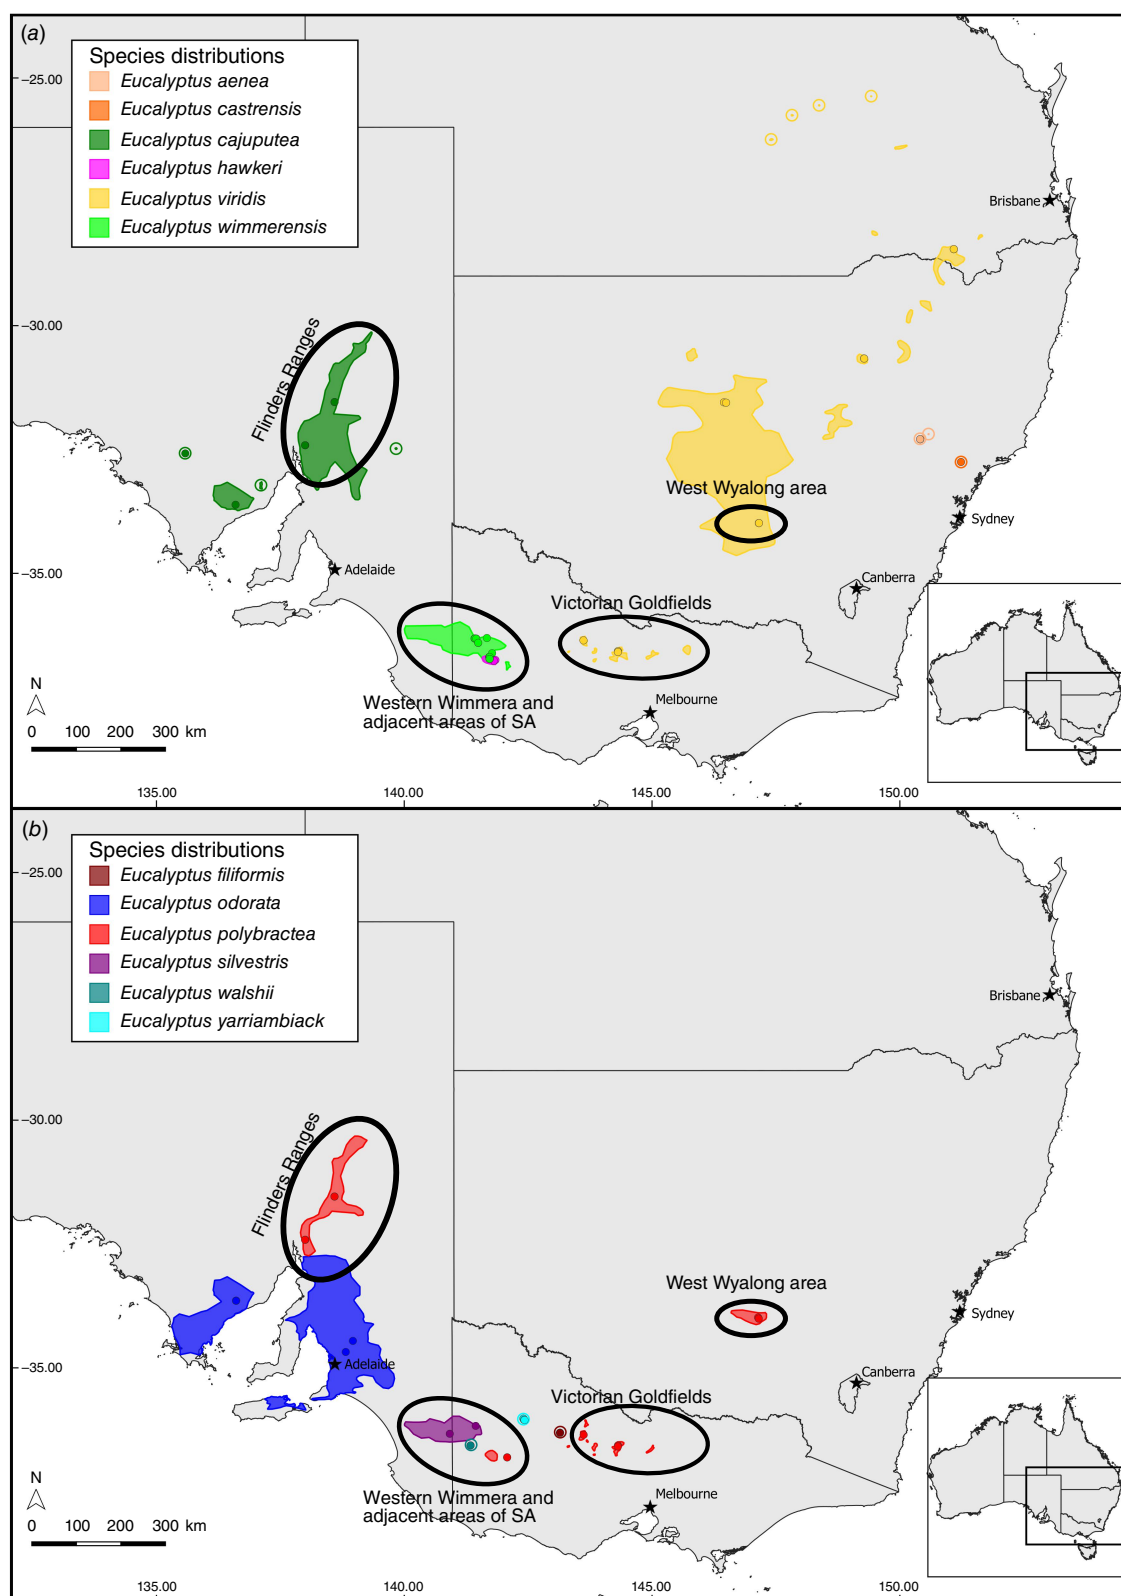 (a)
Species distributions
Eucalyptus aenea
Eucalyptus castrensis
Eucalyptus cajuputea
Eucalyptus hawkeri
Eucalyptus viridis
Eucalyptus wimmerensis
−25.00
−30.00
−35.00
Brisbane
Flinders Ranges
West Wyalong area
Sydney
Adelaide
Canberra
Victorian Goldfields
Western Wimmera and
adjacent areas of SA
Melbourne
N
0 100 200 300 km
135.00 140.00 145.00 150.00
(b)
Species distributions
Eucalyptus filiformis
Eucalyptus odorata
Eucalyptus polybractea
Eucalyptus silvestris
Eucalyptus walshii
Eucalyptus yarriambiack
−25.00
−30.00
−35.00
Brisbane
Flinders Ranges
West Wyalong area
Sydney
Adelaide
Canberra
Victorian Goldfields
Western Wimmera and
adjacent areas of SA
Melbourne
N
0 100 200 300 km
135.00 140.00 145.00 150.00